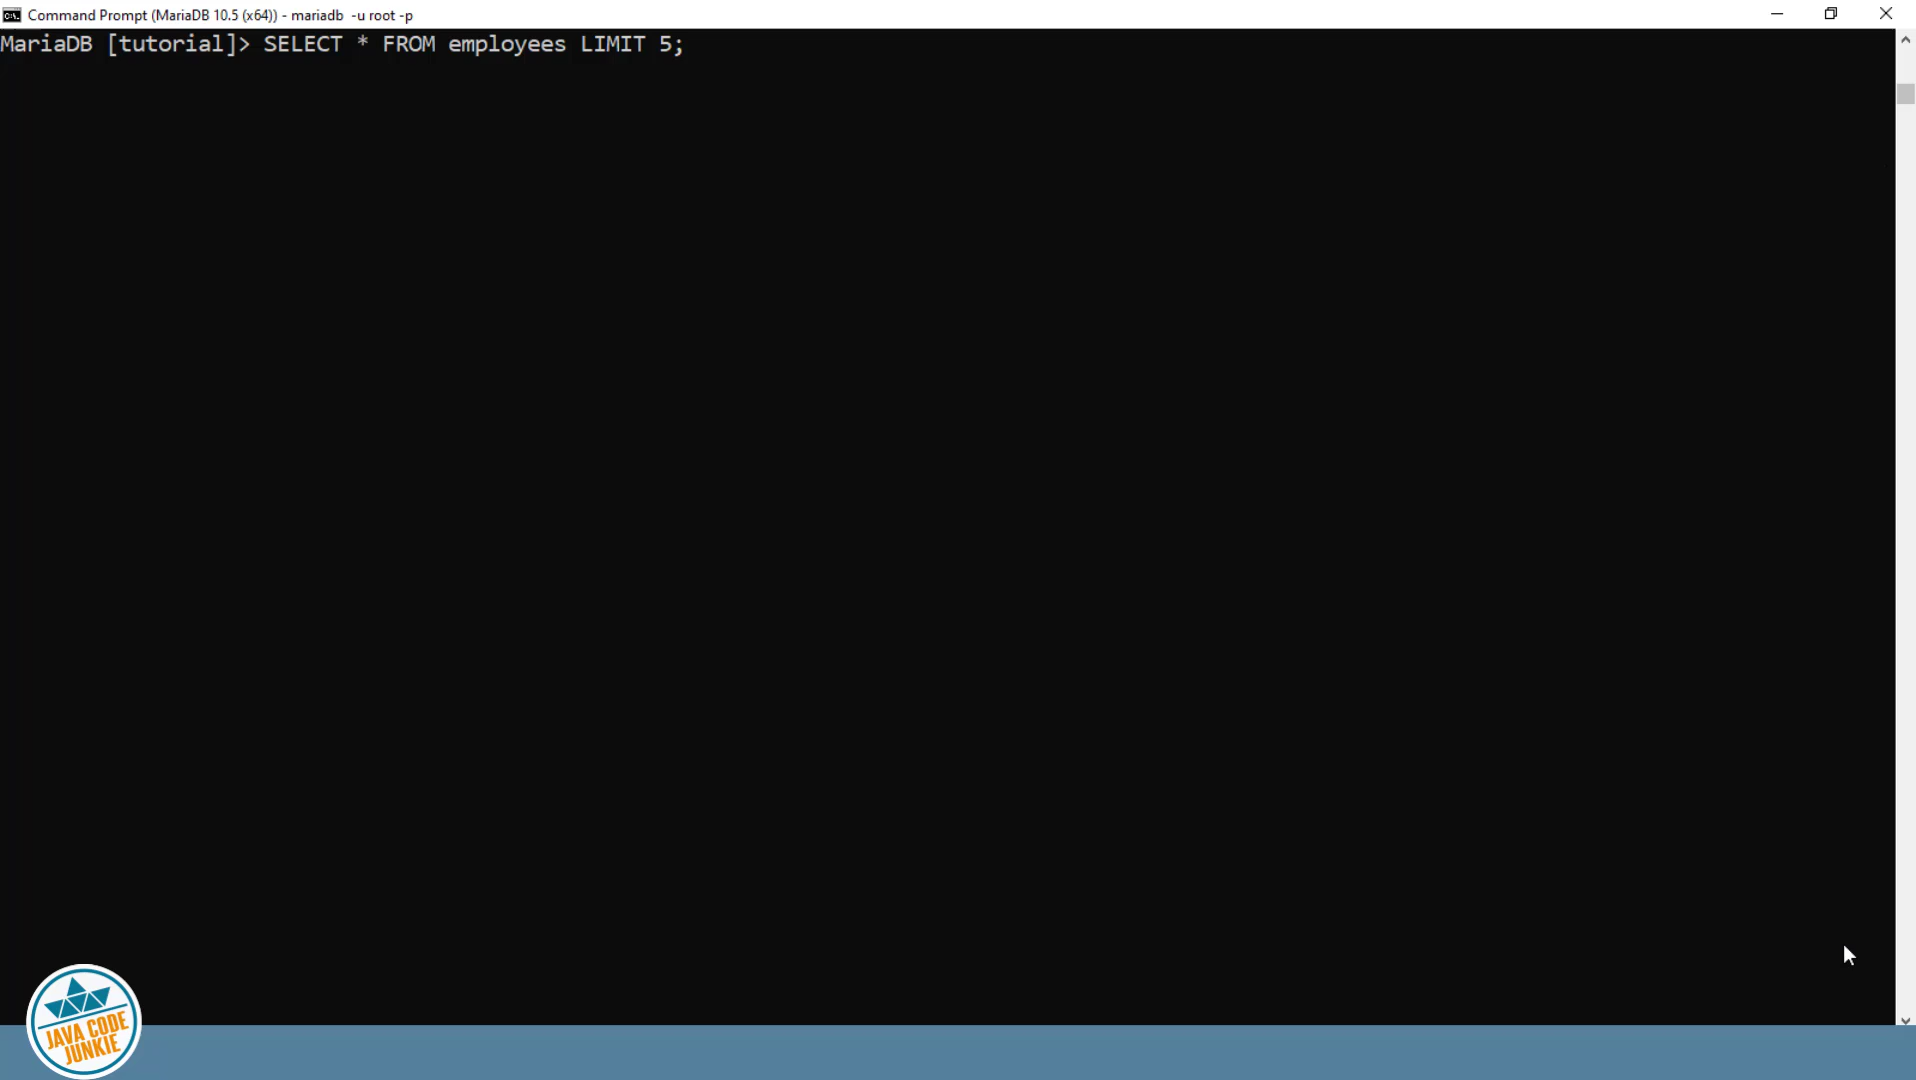 Command Prompt (MariaDB 10.5 (x64)) - mariadb  -u root -p
MariaDB [tutorial]> SELECT * FROM employees LIMIT 5;
JAVA CODE
JUNKIE